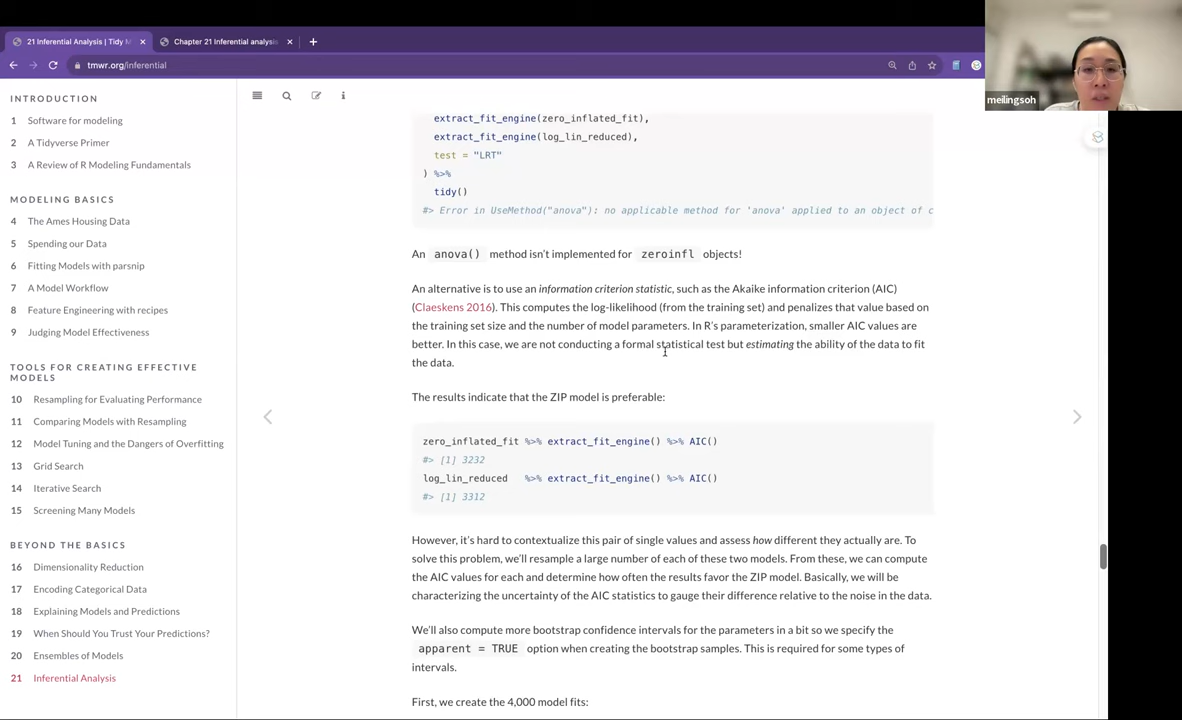 21 Inferential Analysis | Tidy M
Chapter 21 Inferential analysis
tmwr.org/inferential
meilingsoh
INTRODUCTION
1 Software for modeling
2 A Tidyverse Primer
3 A Review of R Modeling Fundamentals
MODELING BASICS
4 The Ames Housing Data
5 Spending our Data
6 Fitting Models with parsnip
7 A Model Workflow
8 Feature Engineering with recipes
9 Judging Model Effectiveness
TOOLS FOR CREATING EFFECTIVE
MODELS
10 Resampling for Evaluating Performance
11 Comparing Models with Resampling
12 Model Tuning and the Dangers of Overfitting
13 Grid Search
14 Iterative Search
15 Screening Many Models
BEYOND THE BASICS
16 Dimensionality Reduction
17 Encoding Categorical Data
18 Explaining Models and Predictions
19 When Should You Trust Your Predictions?
20 Ensembles of Models
21 Inferential Analysis
extract_fit_engine(zero_inflated_fit),
extract_fit_engine(log_lin_reduced),
test = "LRT"
) %>%
tidy()
#> Error in UseMethod("anova"): no applicable method for 'anova' applied to an object of c
An anova() method isn't implemented for zeroinfl objects!
An alternative is to use an information criterion statistic, such as the Akaike information criterion (AIC)
(Claeskens 2016). This computes the log-likelihood (from the training set) and penalizes that value based on
the training set size and the number of model parameters. In R's parameterization, smaller AIC values are
better. In this case, we are not conducting a formal statistical test but estimating the ability of the data to fit
the data.
The results indicate that the ZIP model is preferable:
zero_inflated_fit %>% extract_fit_engine() %>% AIC()
#> [1] 3232
log_lin_reduced %>% extract_fit_engine() %>% AIC()
#> [1] 3312
However, it's hard to contextualize this pair of single values and assess how different they actually are. To
solve this problem, we'll resample a large number of each of these two models. From these, we can compute
the AIC values for each and determine how often the results favor the ZIP model. Basically, we will be
characterizing the uncertainty of the AIC statistics to gauge their difference relative to the noise in the data.
We'll also compute more bootstrap confidence intervals for the parameters in a bit so we specify the
apparent = TRUE option when creating the bootstrap samples. This is required for some types of
intervals.
First, we create the 4,000 model fits: